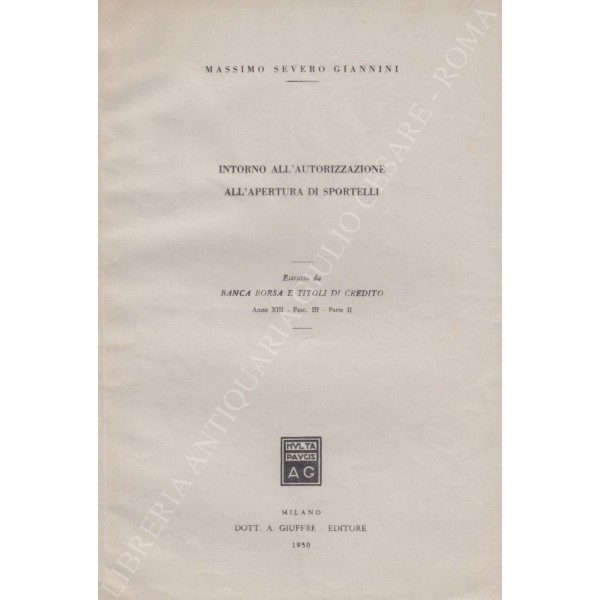 MASSIMO SEVERO GIANNINI
INTORNO ALL'AUTORIZZAZIONE
ALL'APERTURA DI SPORTELLI
Estratto da
BANCA BORSA E TITOLI DI CREDITO
Anno XIII - Fasc. III - Parte II
MVLTA
PAVCIS
AG
MILANO
DOTT. A. GIUFFRÈ - EDITORE
1950
LIBRERIA ANTIQUARIA GIULIO CESARE - ROMA